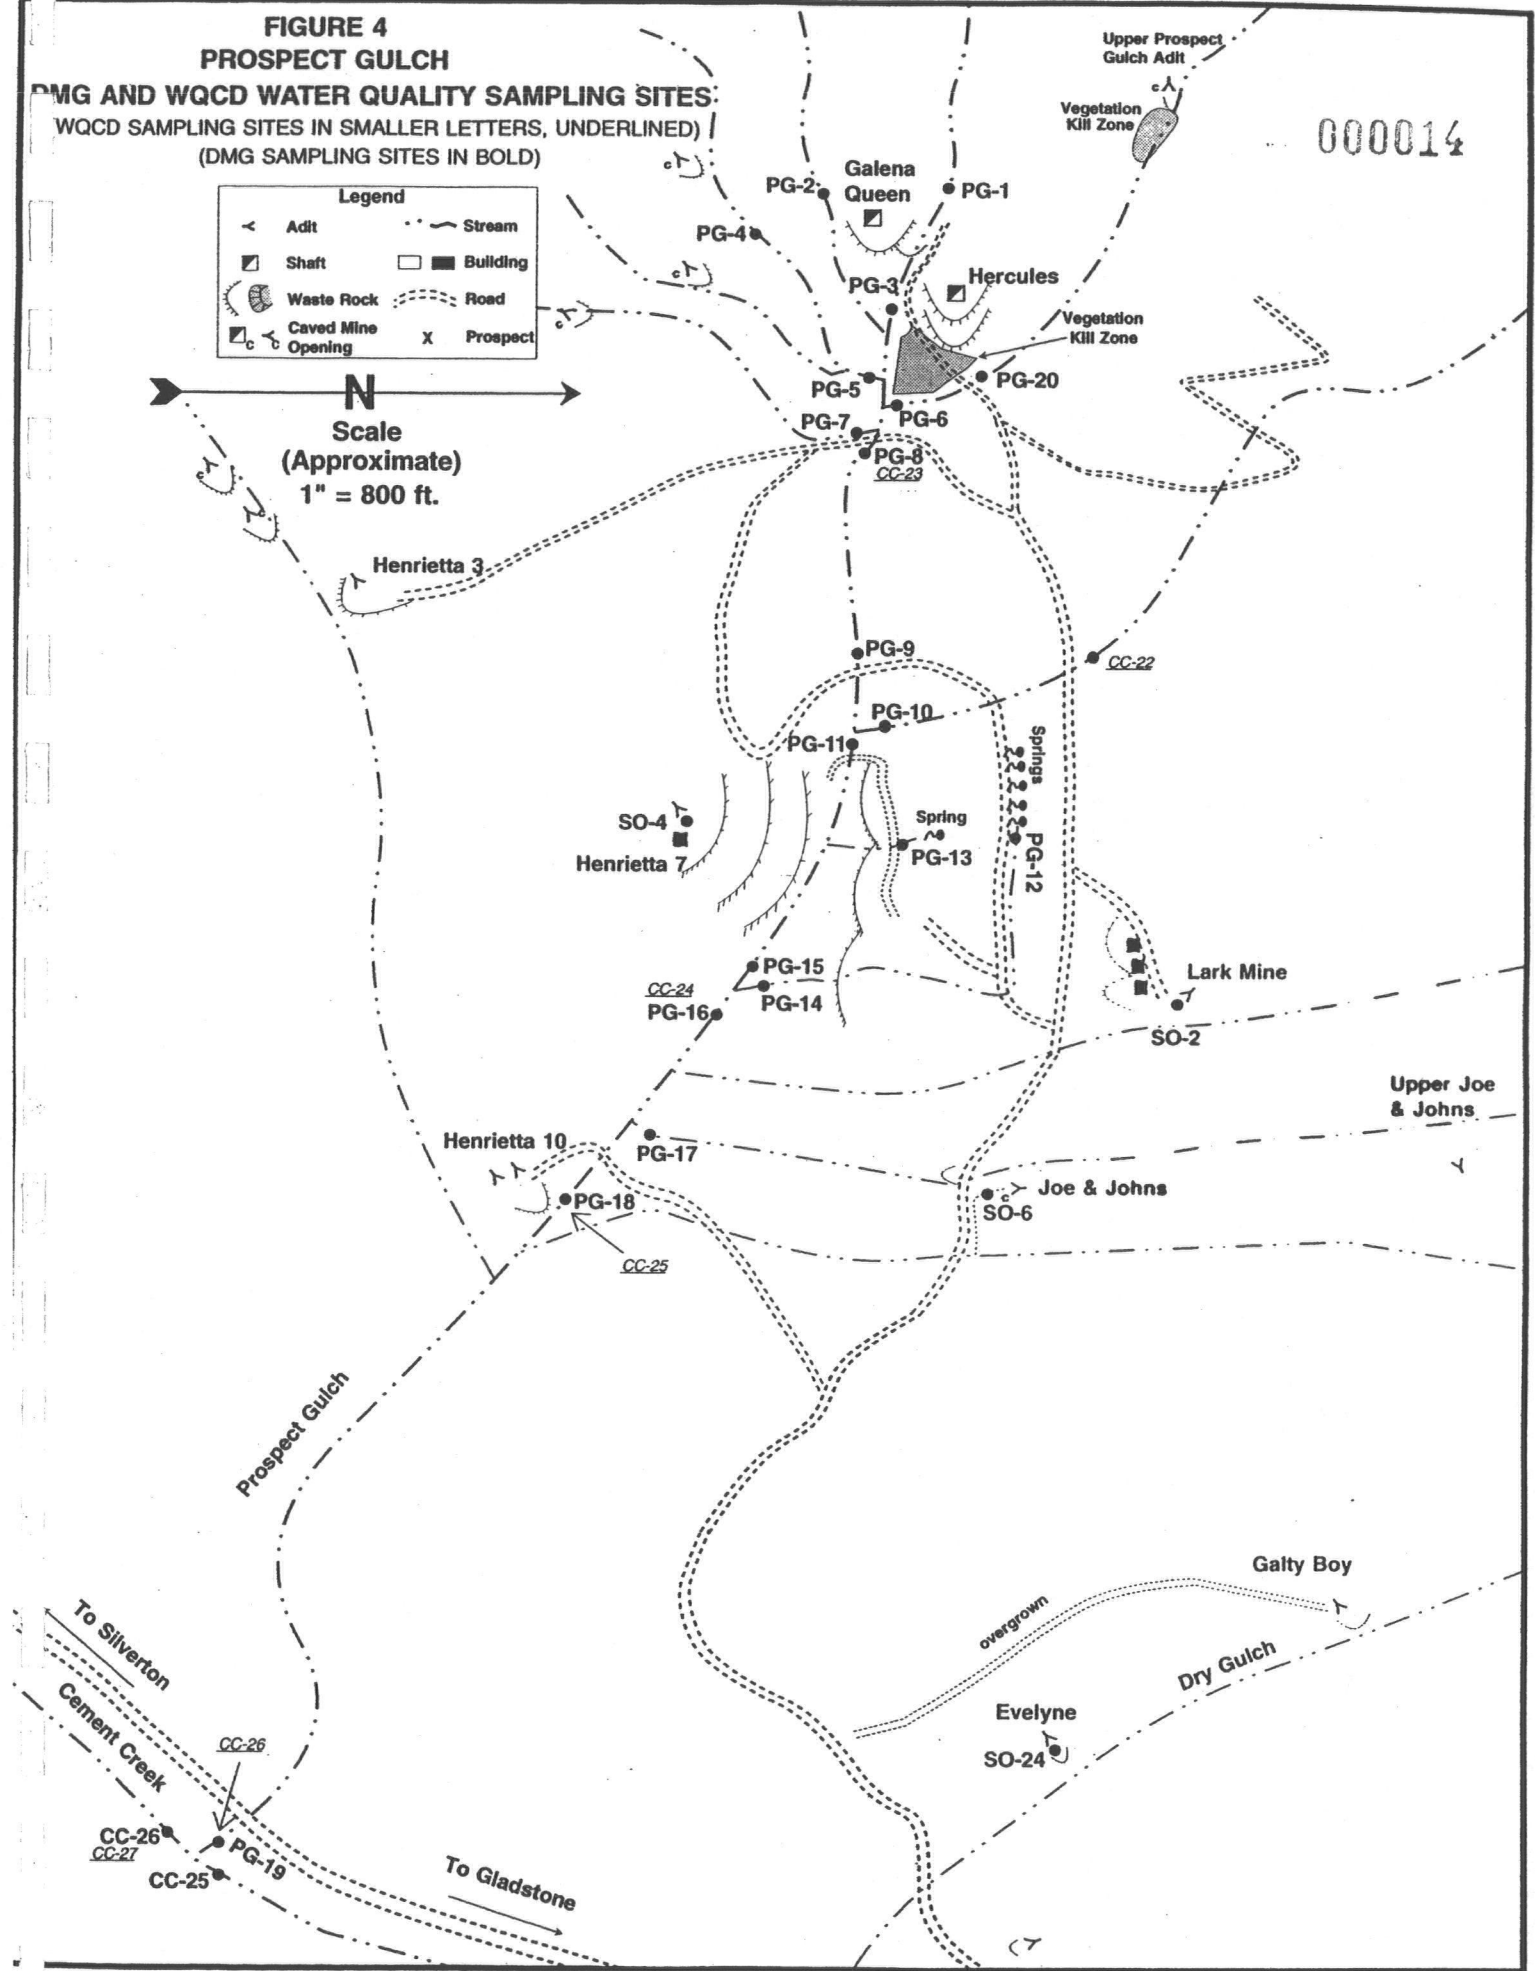 FIGURE 4
PROSPECT GULCH
DMG AND WQCD WATER QUALITY SAMPLING SITES
WQCD SAMPLING SITES IN SMALLER LETTERS, UNDERLINED)
(DMG SAMPLING SITES IN BOLD)
000014
Legend
Adit
Stream
Shaft
Building
Waste Rock
Road
c
c
Caved Mine
Opening
X
Prospect
N
Scale
(Approximate)
1" = 800 ft.
Upper Prospect
Gulch Adit
c
Vegetation
Kill Zone
c
PG-2
Galena
Queen
PG-1
PG-4
c
PG-3
Hercules
c
Vegetation
Kill Zone
PG-5
PG-20
PG-6
PG-7
PG-8
CC-23
c
c
Henrietta 3
PG-9
CC-22
PG-10
PG-11
Springs
SO-4
Henrietta 7
Spring
PG-13
PG-12
PG-15
CC-24
PG-14
PG-16
Lark Mine
SO-2
Upper Joe
& Johns
Henrietta 10
PG-17
PG-18
Joe & Johns
c
SO-6
CC-25
Prospect Gulch
Galty Boy
overgrown
Dry Gulch
To Silverton
Cement Creek
Evelyne
SO-24
CC-26
CC-26
CC-27
PG-19
CC-25
To Gladstone